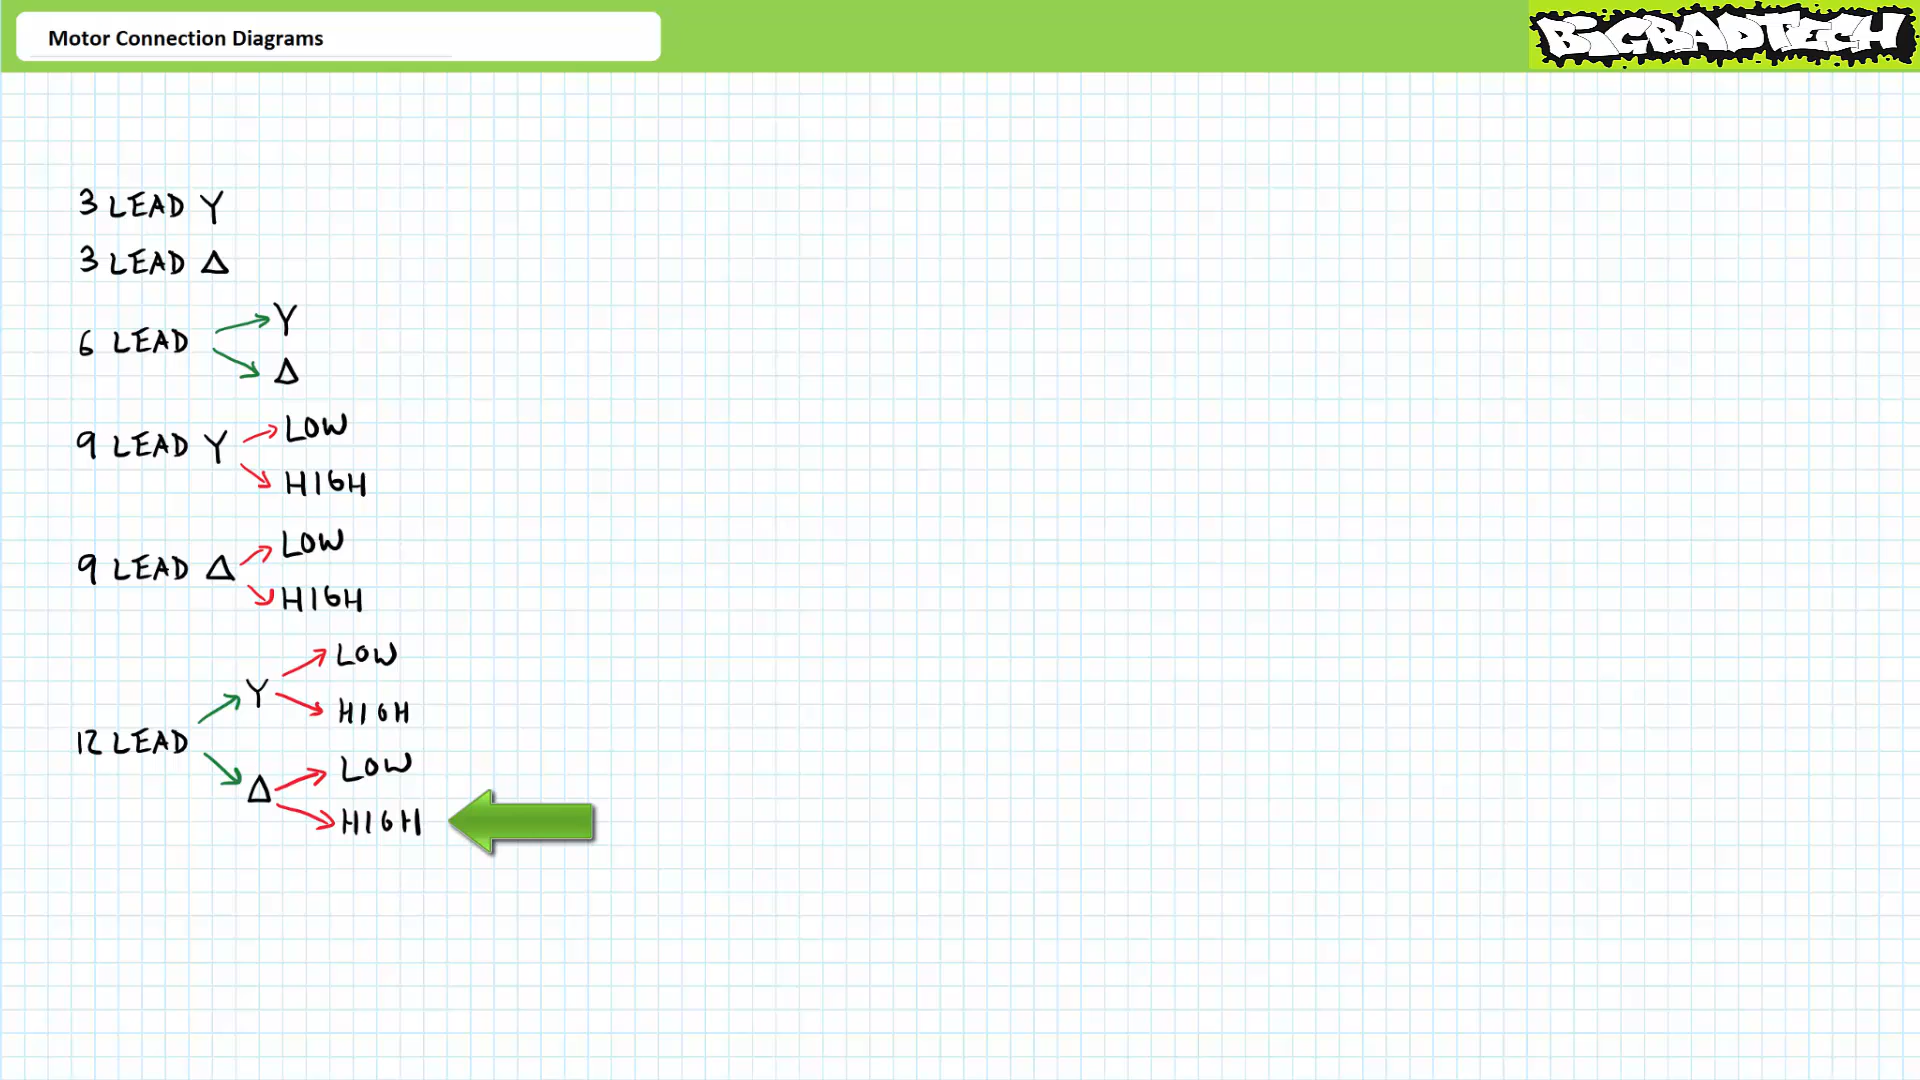 Motor Connection Diagrams
BIGBADTECH
3 LEAD Y
3 LEAD Δ
6 LEAD
Y
Δ
9 LEAD Y
LOW
HIGH
9 LEAD Δ
LOW
HIGH
12 LEAD
Y
LOW
HIGH
Δ
LOW
HIGH